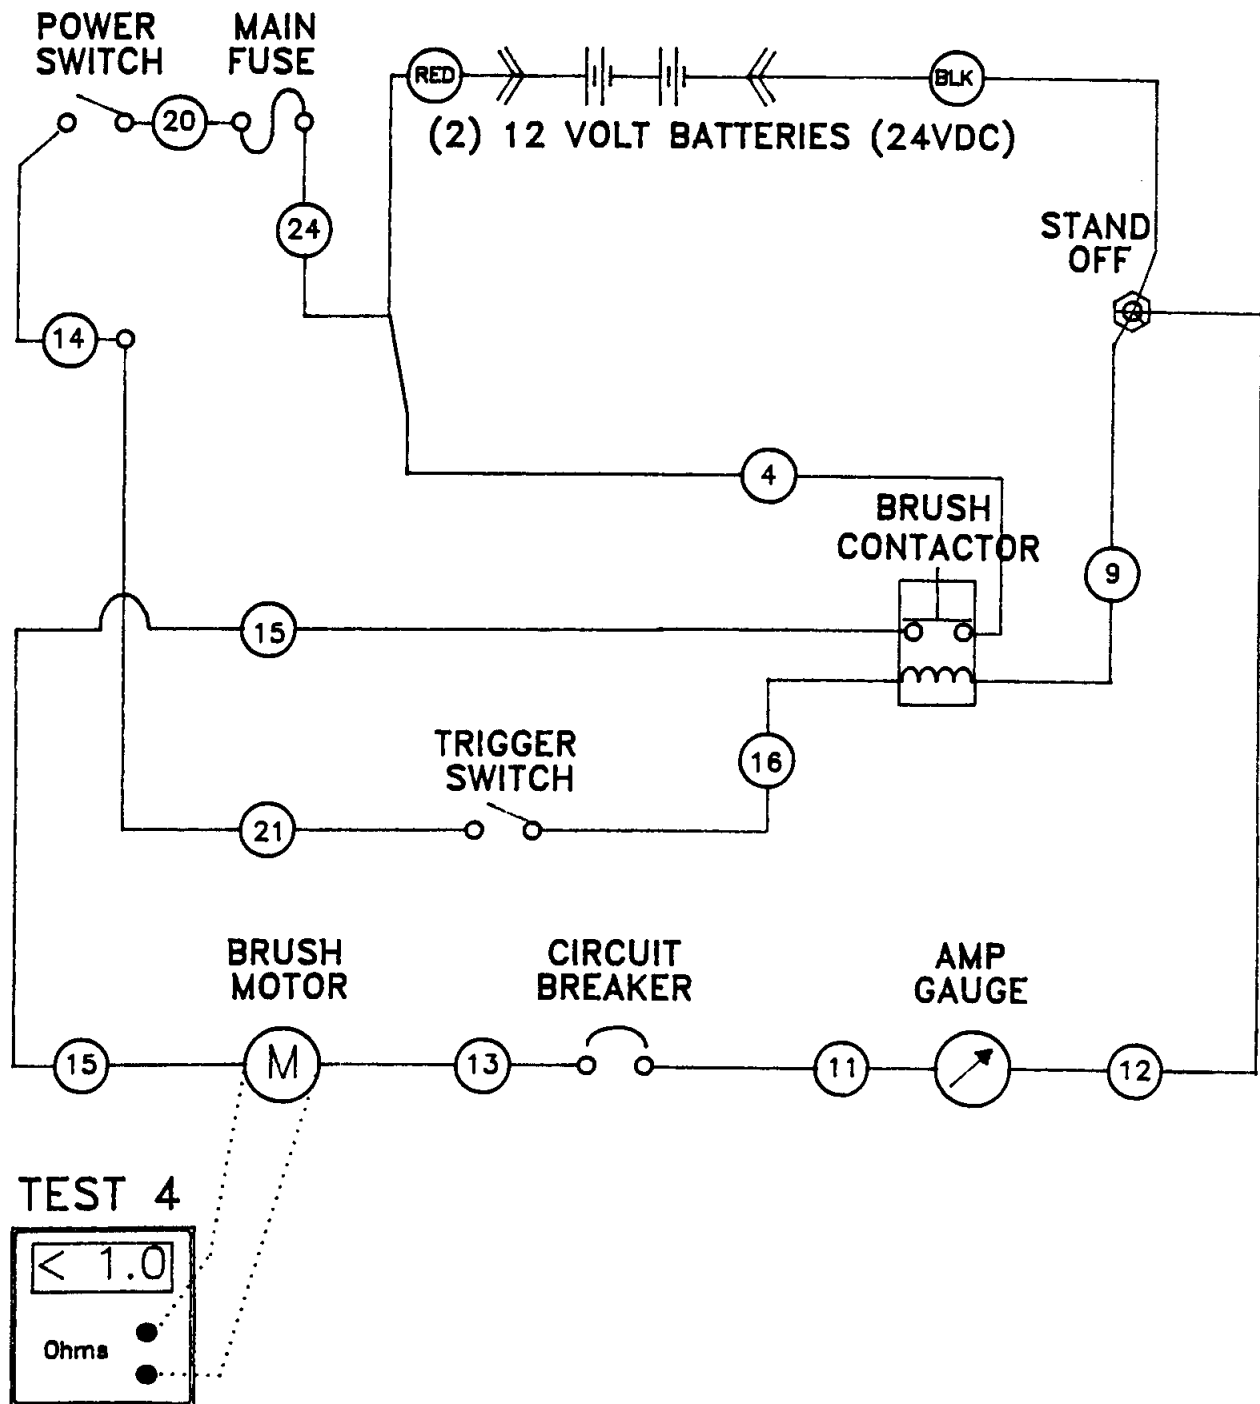 POWER
SWITCH
MAIN
FUSE
RED
BLK
20
(2) 12 VOLT BATTERIES (24VDC)
24
STAND
OFF
14
4
BRUSH
CONTACTOR
9
15
TRIGGER
SWITCH
16
21
BRUSH
MOTOR
CIRCUIT
BREAKER
AMP
GAUGE
15
M
13
11
12
TEST 4
< 1.0
Ohms